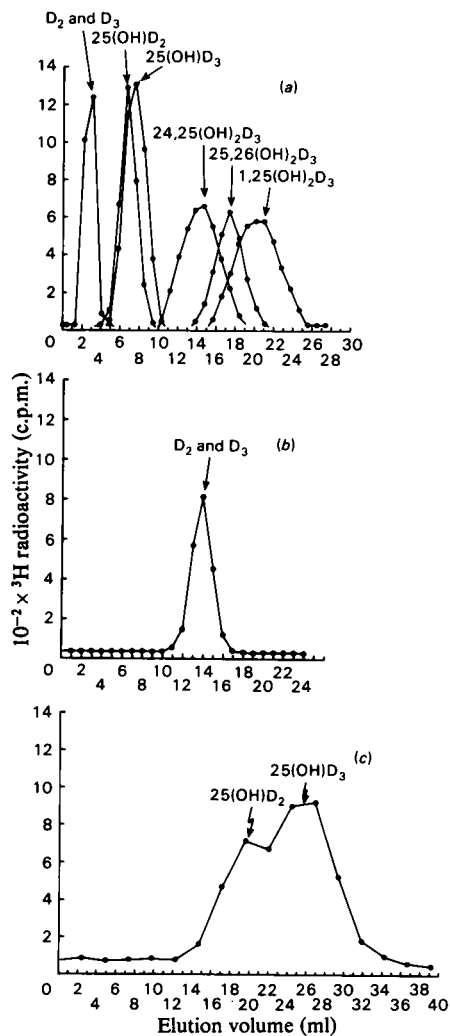 D₂ and D₃
25(OH)D₂
25(OH)D₃
(a)
24,25(OH)₂D₃
25,26(OH)₂D₃
1,25(OH)₂D₃
14
12
10
8
6
4
2
0 2 4 6 8 10 12 14 16 18 20 22 24 26 28 30
D₂ and D₃
(b)
14
12
10
8
6
4
2
0 2 4 6 8 10 12 14 16 18 20 22 24
10⁻² × ³H radioactivity (c.p.m.)
(c)
25(OH)D₃
25(OH)D₂
14
12
10
8
6
4
2
0 2 4 6 8 10 12 14 16 18 20 22 24 26 28 30 32 34 36 38 40
Elution volume (ml)